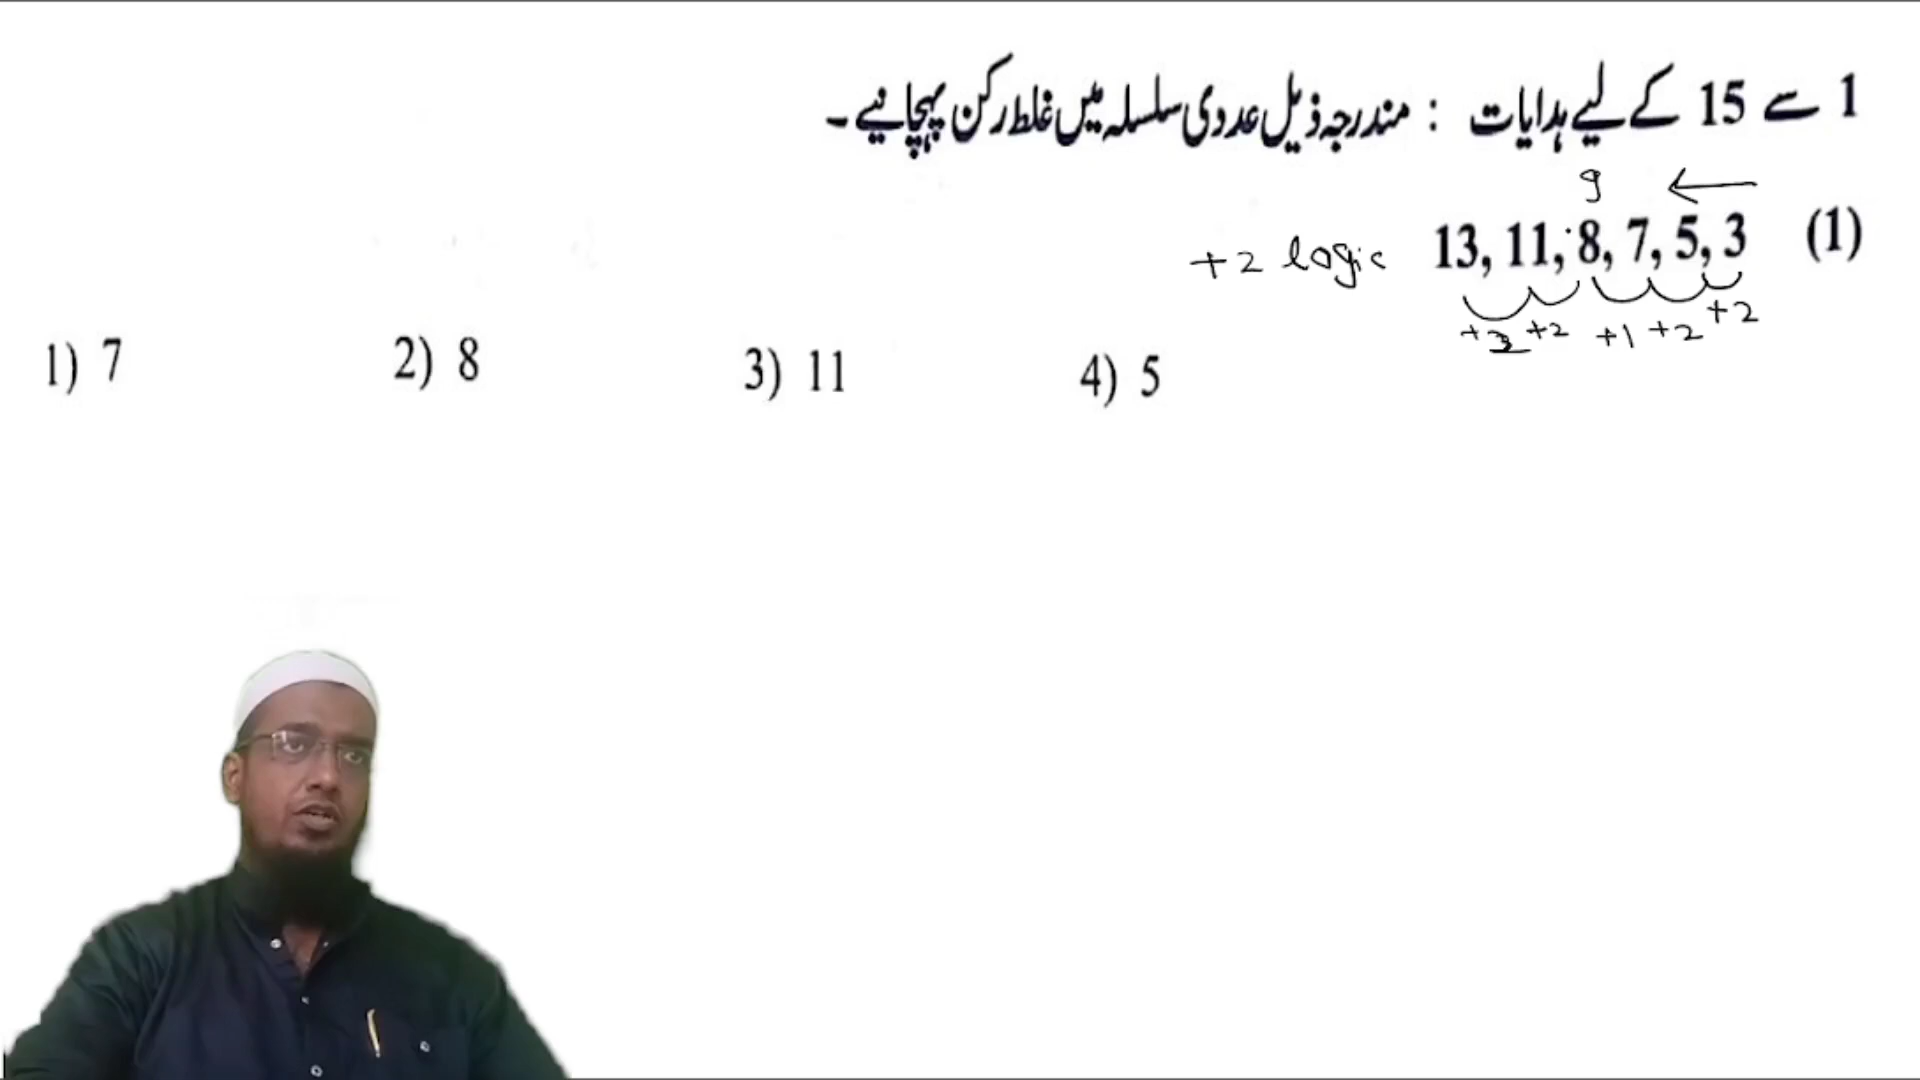 1 سے 15 کے لیے ہدایات : مندرجہ ذیل عددی سلسلہ میں غلط رکن پہچانیے ۔
9
(1) 13, 11, 8, 7, 5, 3 +2 logic
+2 +2 +1 +2 +2
1) 7 2) 8 3) 11 4) 5